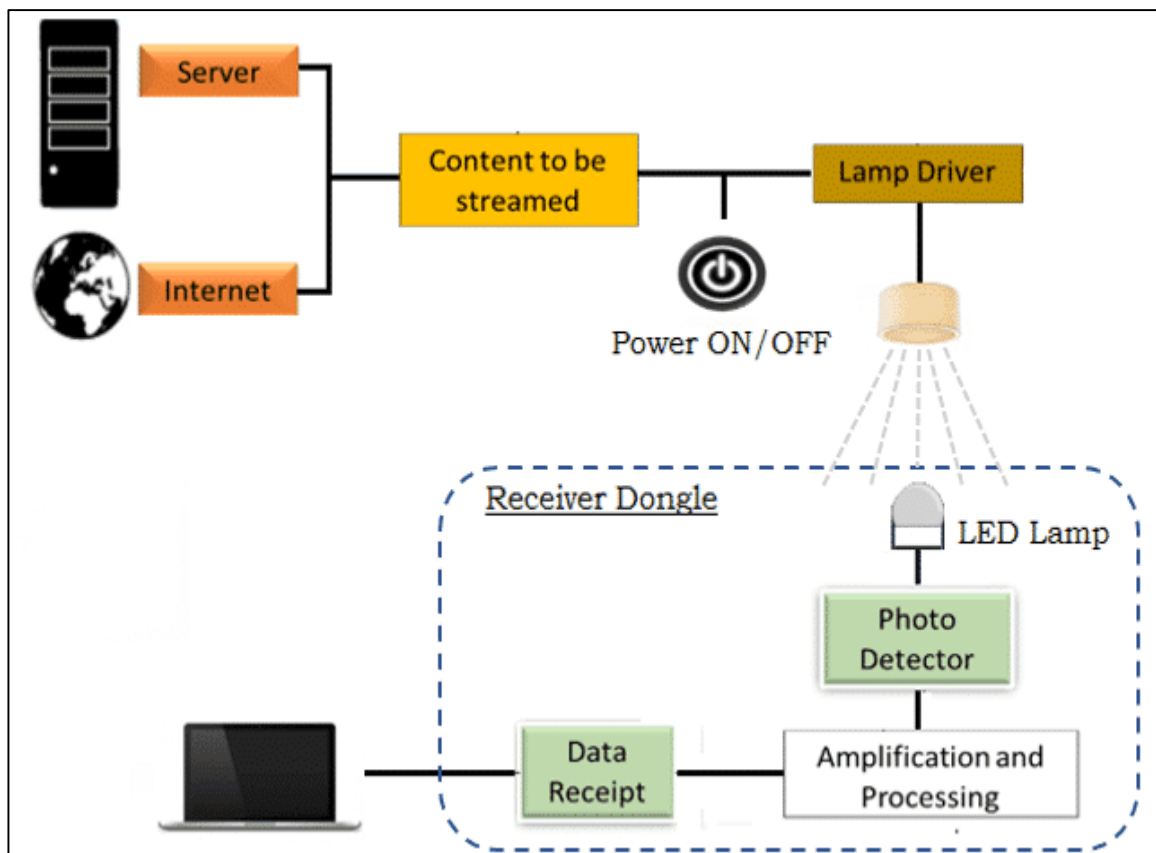 Server
Content to be
streamed
Lamp Driver
Internet
Power ON/OFF
Receiver Dongle
LED Lamp
Photo
Detector
Data
Receipt
Amplification and
Processing